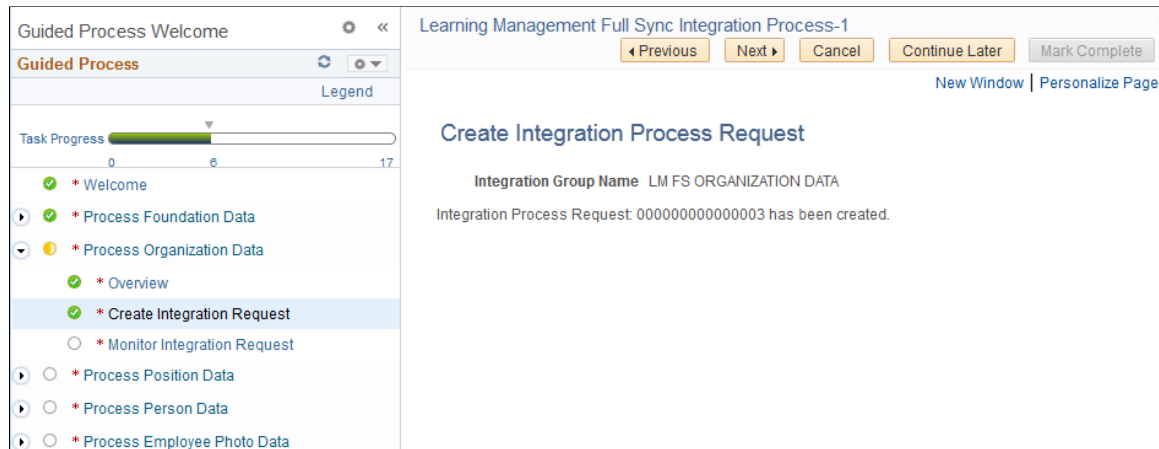 Guided Process Welcome
Guided Process
Legend
Task Progress
0 6 17
* Welcome
* Process Foundation Data
* Process Organization Data
* Overview
* Create Integration Request
* Monitor Integration Request
* Process Position Data
* Process Person Data
* Process Employee Photo Data
Learning Management Full Sync Integration Process-1
Previous Next Cancel Continue Later Mark Complete
New Window | Personalize Page
Create Integration Process Request
Integration Group Name LM FS ORGANIZATION DATA
Integration Process Request: 000000000000003 has been created.